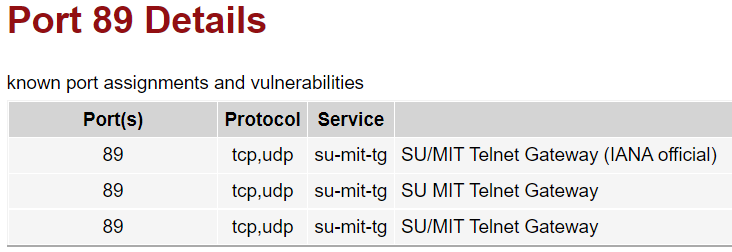 Port 89 Details
known port assignments and vulnerabilities
Port(s) Protocol Service
89 tcp,udp su-mit-tg SU/MIT Telnet Gateway (IANA official)
89 tcp,udp su-mit-tg SU MIT Telnet Gateway
89 tcp,udp su-mit-tg SU/MIT Telnet Gateway